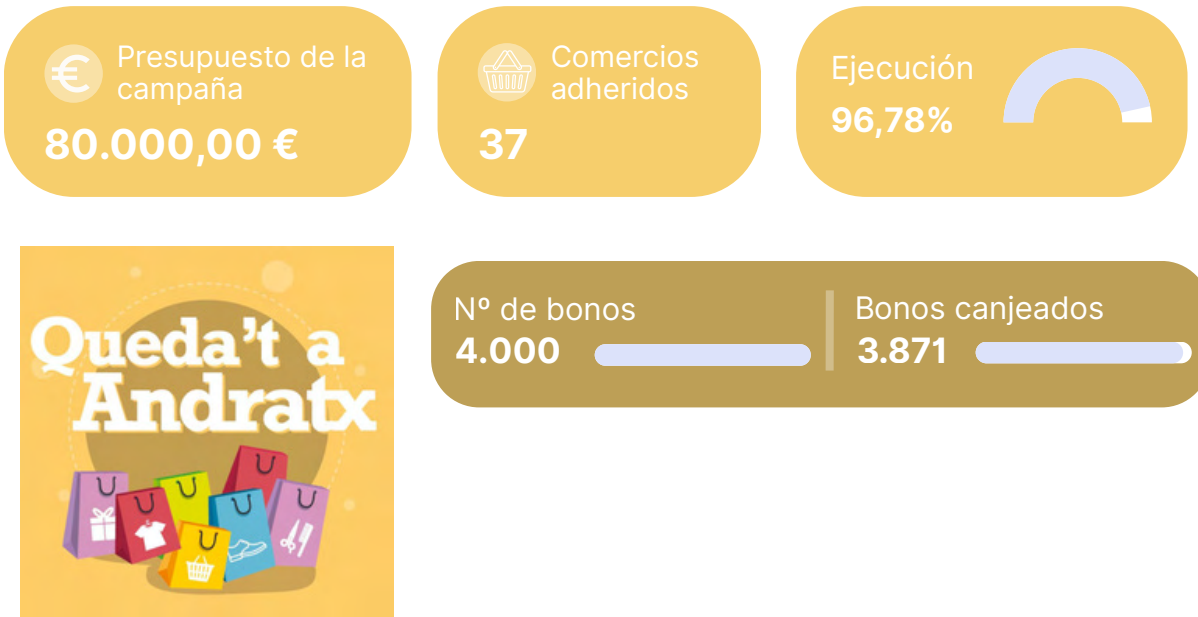 Presupuesto de la
campaña
80.000,00 €
Comercios
adheridos
37
Ejecución
96,78%
Queda't a
Andratx
Nº de bonos
4.000
Bonos canjeados
3.871